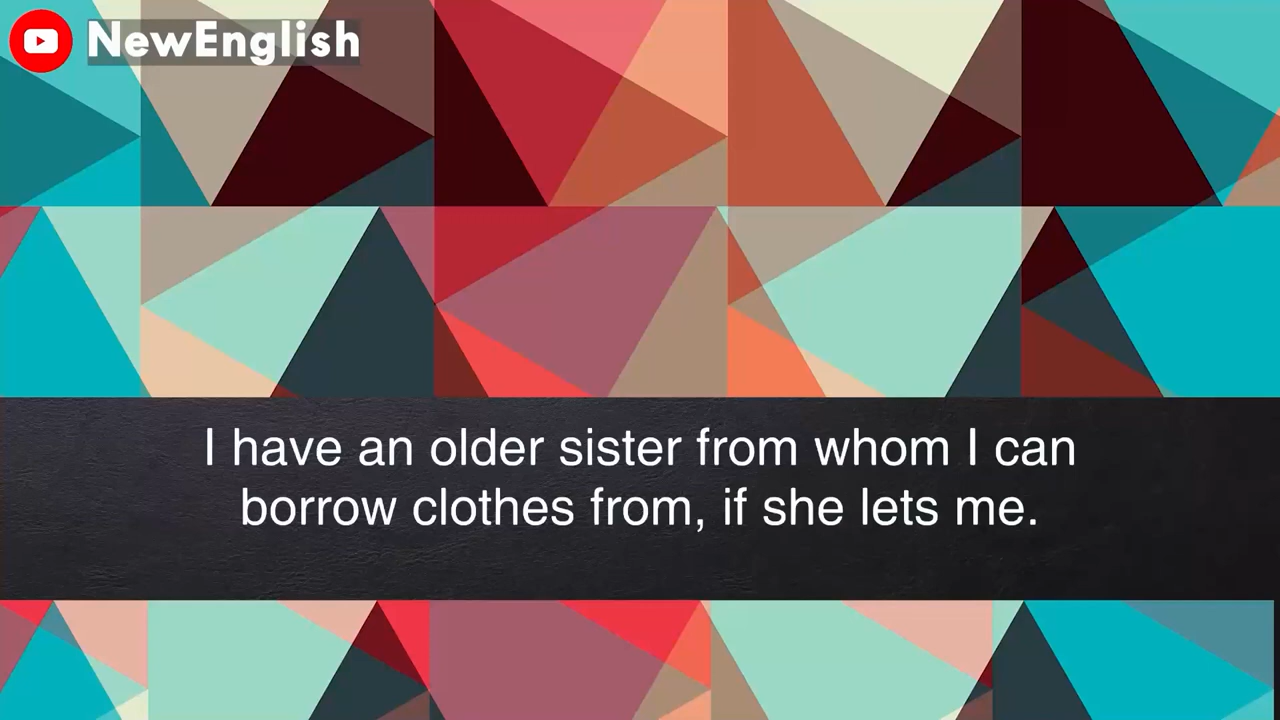 NewEnglish
I have an older sister from whom I can
borrow clothes from, if she lets me.